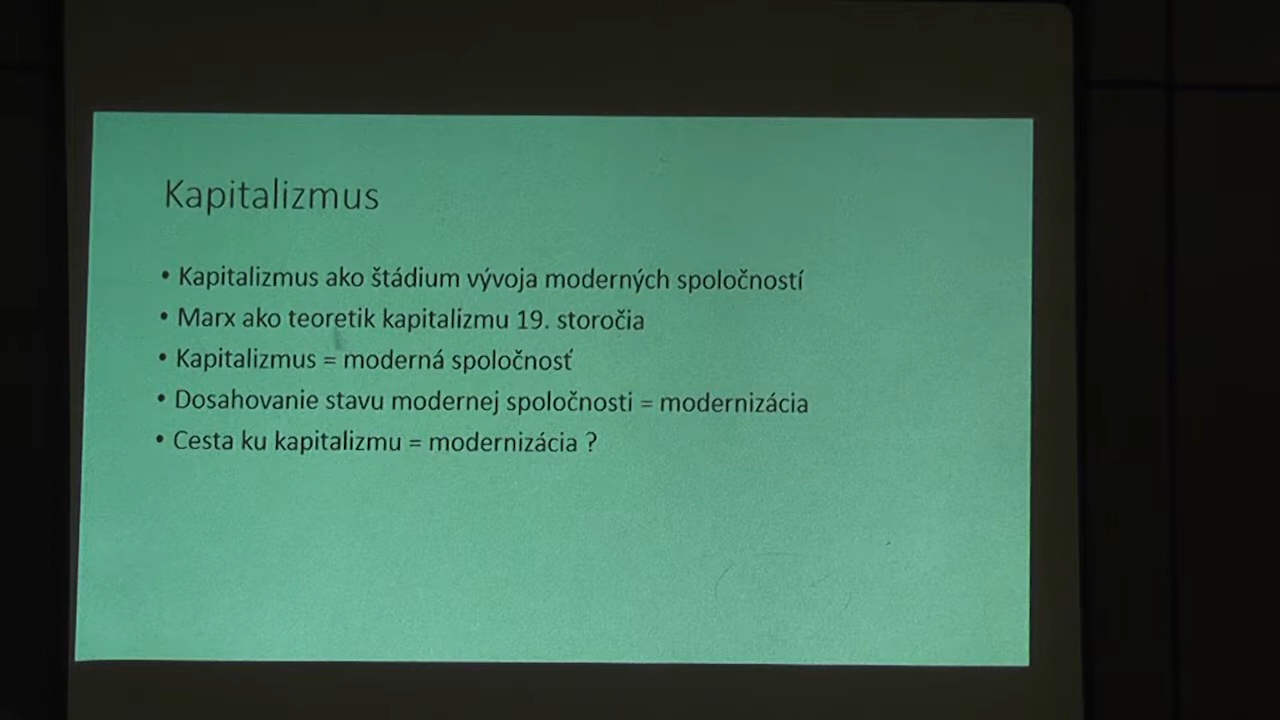 Kapitalizmus
• Kapitalizmus ako štádium vývoja moderných spoločností
• Marx ako teoretik kapitalizmu 19. storočia
• Kapitalizmus = moderná spoločnosť
• Dosahovanie stavu modernej spoločnosti = modernizácia
• Cesta ku kapitalizmu = modernizácia ?